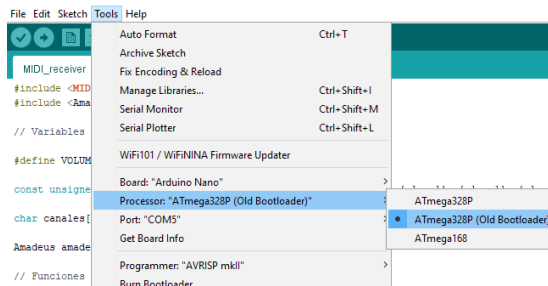 File Edit Sketch Tools Help
MIDI_receiver
#include <MID
#include <Ama
// Variables
#define VOLUM
const unsigne
char canales[
Amadeus amade
// Funciones
Auto Format Ctrl+T
Archive Sketch
Fix Encoding & Reload
Manage Libraries... Ctrl+Shift+I
Serial Monitor Ctrl+Shift+M
Serial Plotter Ctrl+Shift+L
WiFi101 / WiFiNINA Firmware Updater
Board: "Arduino Nano"
Processor: "ATmega328P (Old Bootloader)"
Port: "COM5"
Get Board Info
Programmer: "AVRISP mkII"
Burn Bootloader
ATmega328P
ATmega328P (Old Bootloader)
ATmega168